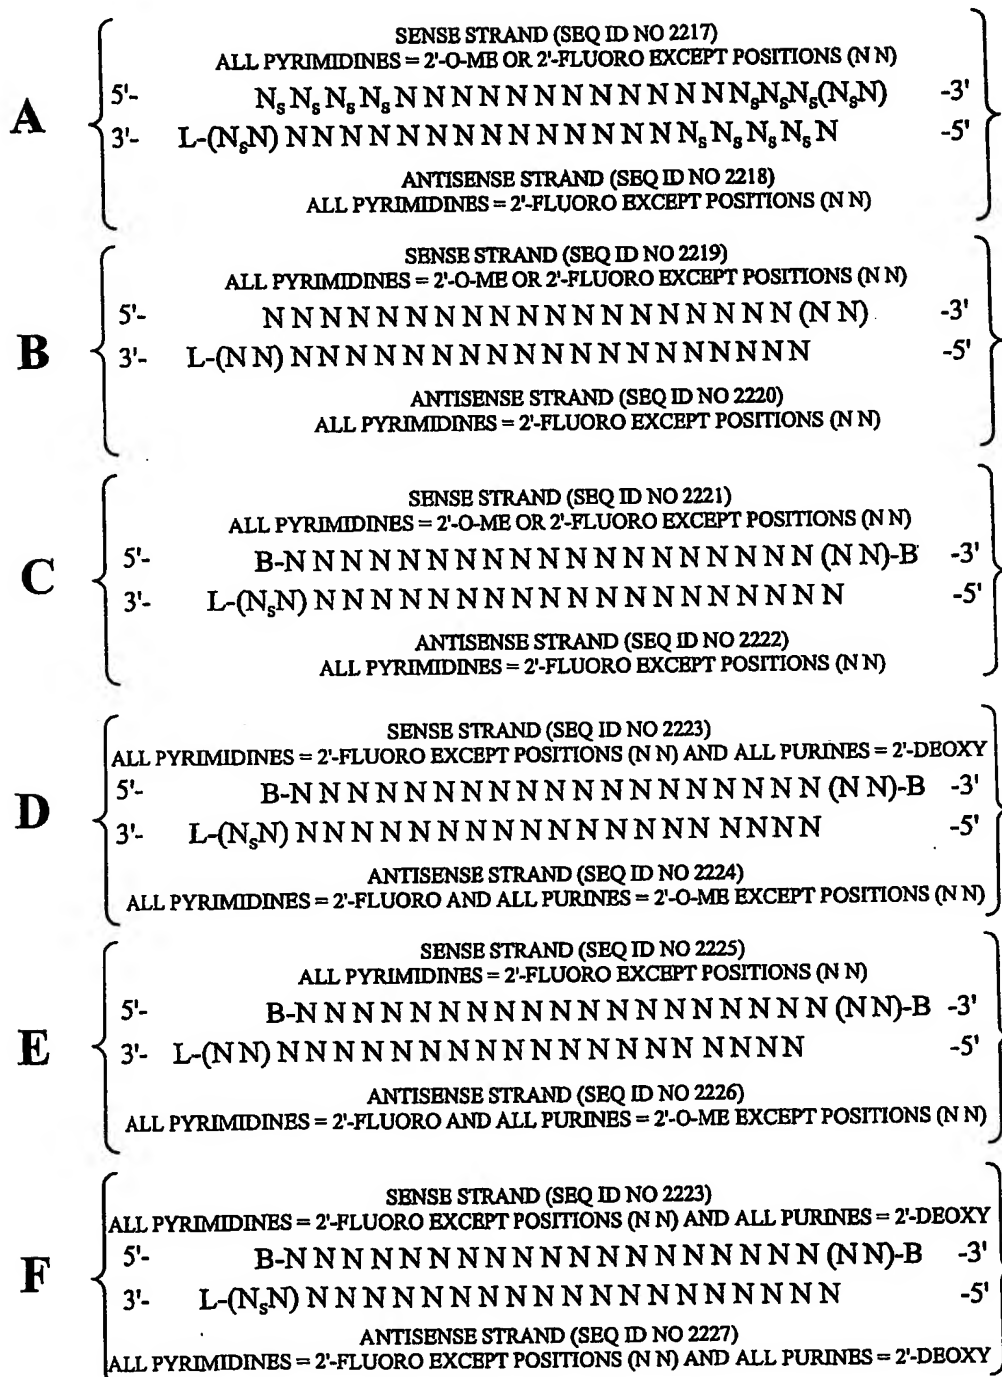 A
SENSE STRAND (SEQ ID NO 2217)
ALL PYRIMIDINES = 2'-O-ME OR 2'-FLUORO EXCEPT POSITIONS (N N)
5'- NsNsNsNsN N N N N N N N N N N NNsNsNs(NsN) -3'
3'- L-(NsN) N N N N N N N N N N N N N N Ns Ns Ns Ns N -5'
ANTISENSE STRAND (SEQ ID NO 2218)
ALL PYRIMIDINES = 2'-FLUORO EXCEPT POSITIONS (N N)
B
SENSE STRAND (SEQ ID NO 2219)
ALL PYRIMIDINES = 2'-O-ME OR 2'-FLUORO EXCEPT POSITIONS (N N)
5'- N N N N N N N N N N N N N N N N N N N (N N) -3'
3'- L-(N N) N N N N N N N N N N N N N N N N N N N -5'
ANTISENSE STRAND (SEQ ID NO 2220)
ALL PYRIMIDINES = 2'-FLUORO EXCEPT POSITIONS (N N)
C
SENSE STRAND (SEQ ID NO 2221)
ALL PYRIMIDINES = 2'-O-ME OR 2'-FLUORO EXCEPT POSITIONS (N N)
5'- B-N N N N N N N N N N N N N N N N N N N (N N)-B -3'
3'- L-(NsN) N N N N N N N N N N N N N N N N N N N -5'
ANTISENSE STRAND (SEQ ID NO 2222)
ALL PYRIMIDINES = 2'-FLUORO EXCEPT POSITIONS (N N)
D
SENSE STRAND (SEQ ID NO 2223)
ALL PYRIMIDINES = 2'-FLUORO EXCEPT POSITIONS (N N) AND ALL PURINES = 2'-DEOXY
5'- B-N N N N N N N N N N N N N N N N N N N (N N)-B -3'
3'- L-(NsN) N N N N N N N N N N N N N N N N N N N -5'
ANTISENSE STRAND (SEQ ID NO 2224)
ALL PYRIMIDINES = 2'-FLUORO AND ALL PURINES = 2'-O-ME EXCEPT POSITIONS (N N)
E
SENSE STRAND (SEQ ID NO 2225)
ALL PYRIMIDINES = 2'-FLUORO EXCEPT POSITIONS (N N)
5'- B-N N N N N N N N N N N N N N N N N N N (N N)-B -3'
3'- L-(N N) N N N N N N N N N N N N N N N N N N N -5'
ANTISENSE STRAND (SEQ ID NO 2226)
ALL PYRIMIDINES = 2'-FLUORO AND ALL PURINES = 2'-O-ME EXCEPT POSITIONS (N N)
F
SENSE STRAND (SEQ ID NO 2223)
ALL PYRIMIDINES = 2'-FLUORO EXCEPT POSITIONS (N N) AND ALL PURINES = 2'-DEOXY
5'- B-N N N N N N N N N N N N N N N N N N N (N N)-B -3'
3'- L-(NsN) N N N N N N N N N N N N N N N N N N N -5'
ANTISENSE STRAND (SEQ ID NO 2227)
ALL PYRIMIDINES = 2'-FLUORO EXCEPT POSITIONS (N N) AND ALL PURINES = 2'-DEOXY